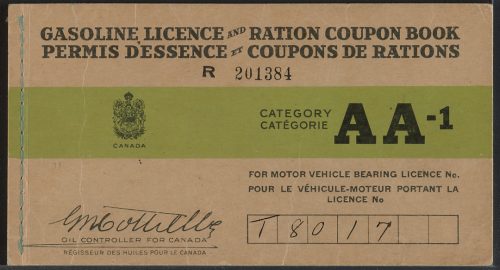 GASOLINE LICENCE AND RATION COUPON BOOK
PERMIS D'ESSENCE ET COUPONS DE RATIONS
R 201384
CANADA
CATEGORY
CATÉGORIE
AA-1
FOR MOTOR VEHICLE BEARING LICENCE No.
POUR LE VÉHICULE-MOTEUR PORTANT LA
LICENCE No
T 8017
OIL CONTROLLER FOR CANADA
RÉGISSEUR DES HUILES POUR LE CANADA